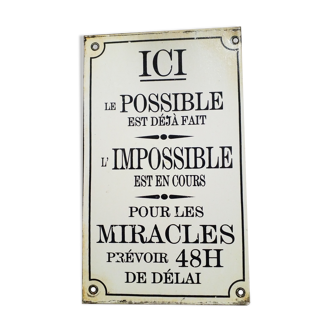 ICI
LE POSSIBLE
EST DÉJÀ FAIT
L' IMPOSSIBLE
EST EN COURS
POUR LES
MIRACLES
PRÉVOIR 48H
DE DÉLAI